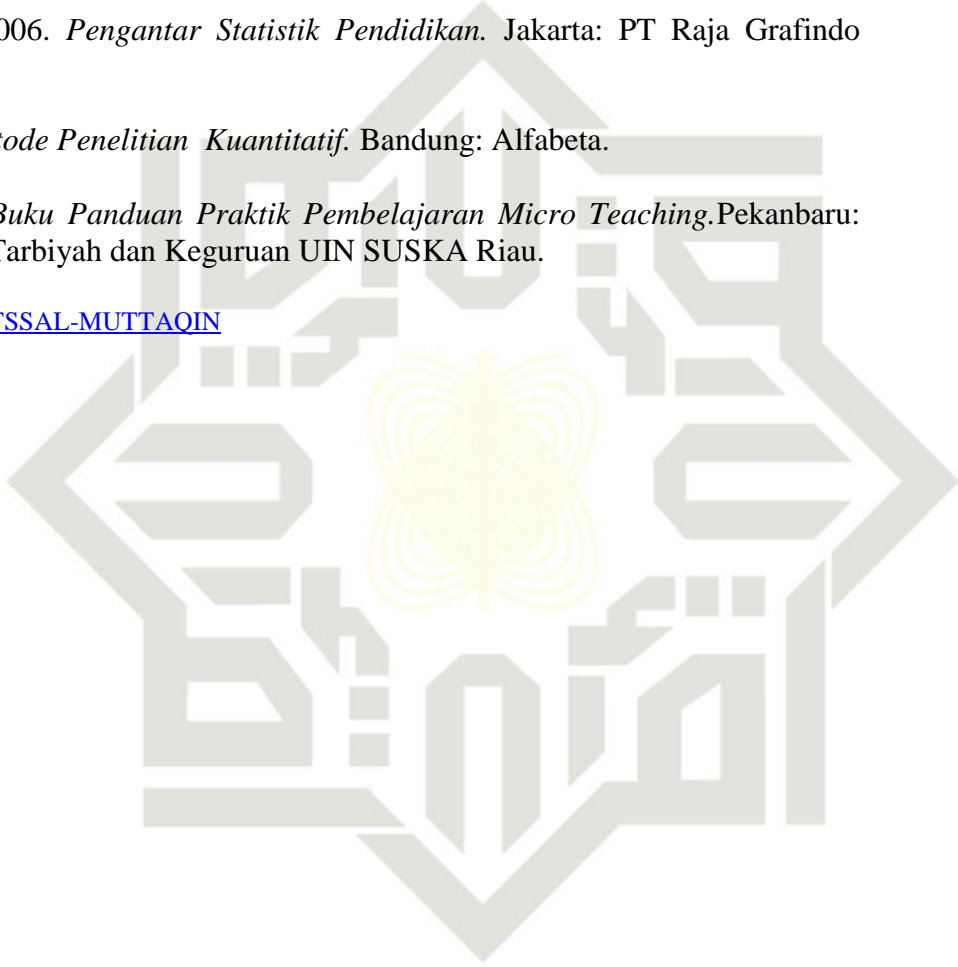 006. Pengantar Statistik Pendidikan. Jakarta: PT Raja Grafindo
tode Penelitian Kuantitatif. Bandung: Alfabeta.
Buku Panduan Praktik Pembelajaran Micro Teaching.Pekanbaru:
Tarbiyah dan Keguruan UIN SUSKA Riau.
TSSAL-MUTTAQIN